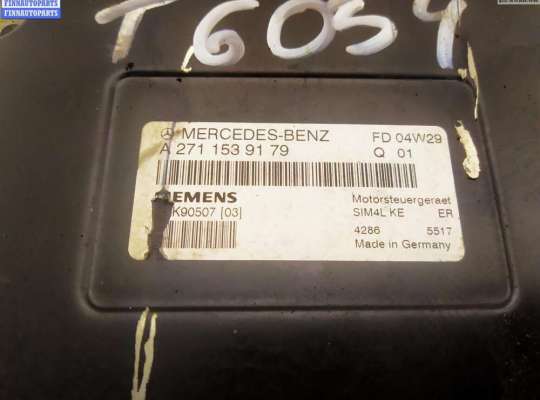 FINNAUTOPARTS
FINNAUTOPARTS
T6054
MERCEDES-BENZ FD 04W29
A 271 153 91 79 Q 01
SIEMENS Motorsteuergeraet
K90507 [03] SIM4L KE ER
4286 5517
Made in Germany